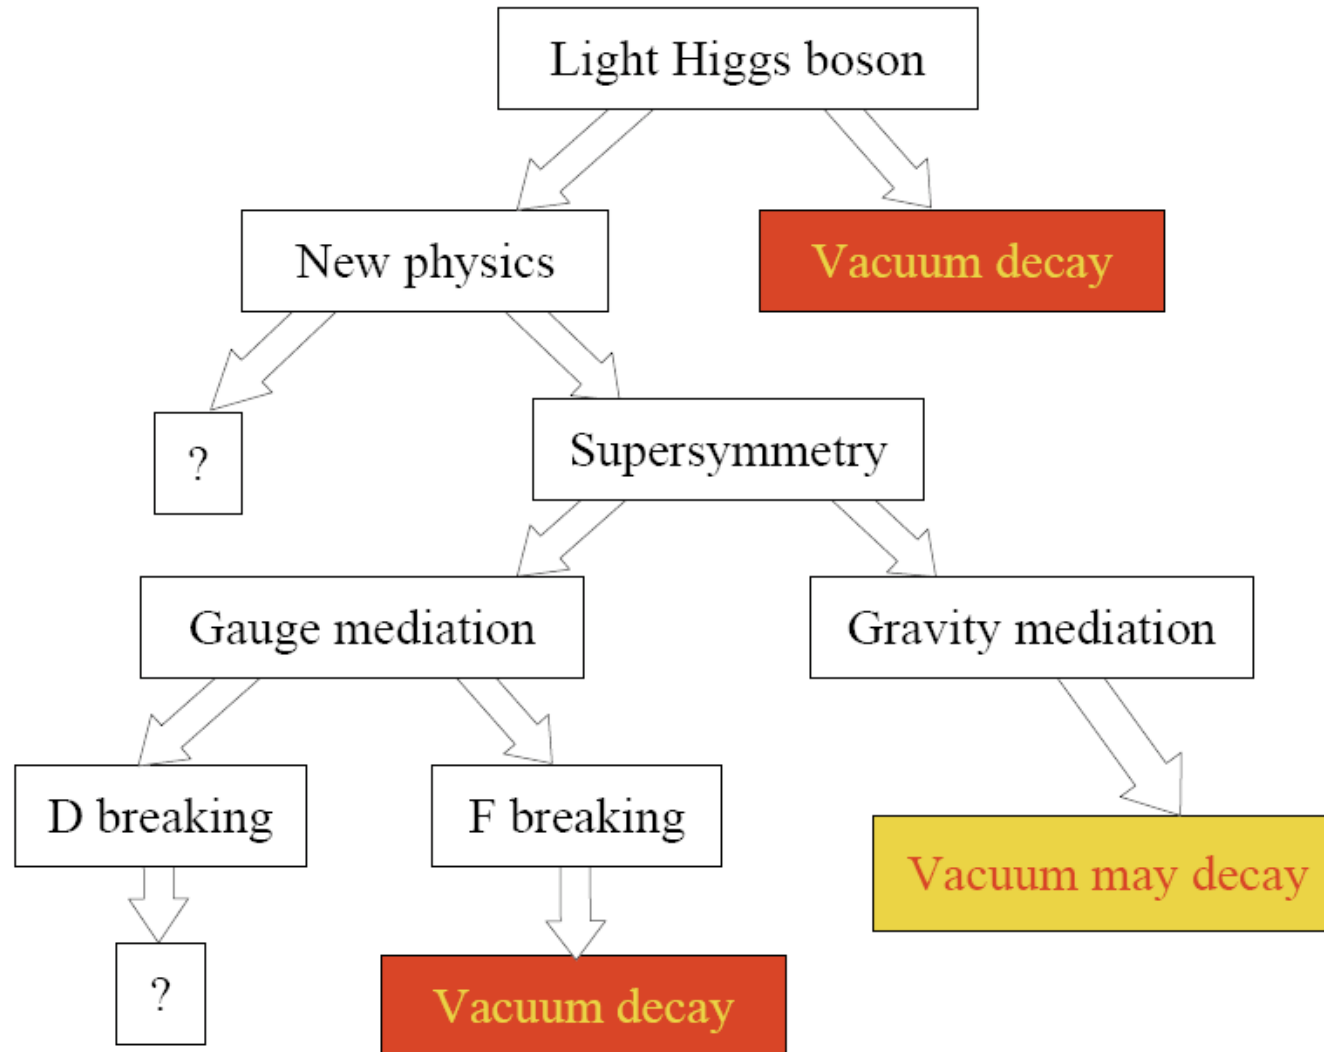 Light Higgs boson
New physics
Vacuum decay
?
Supersymmetry
Gauge mediation
Gravity mediation
D breaking
F breaking
Vacuum may decay
?
Vacuum decay